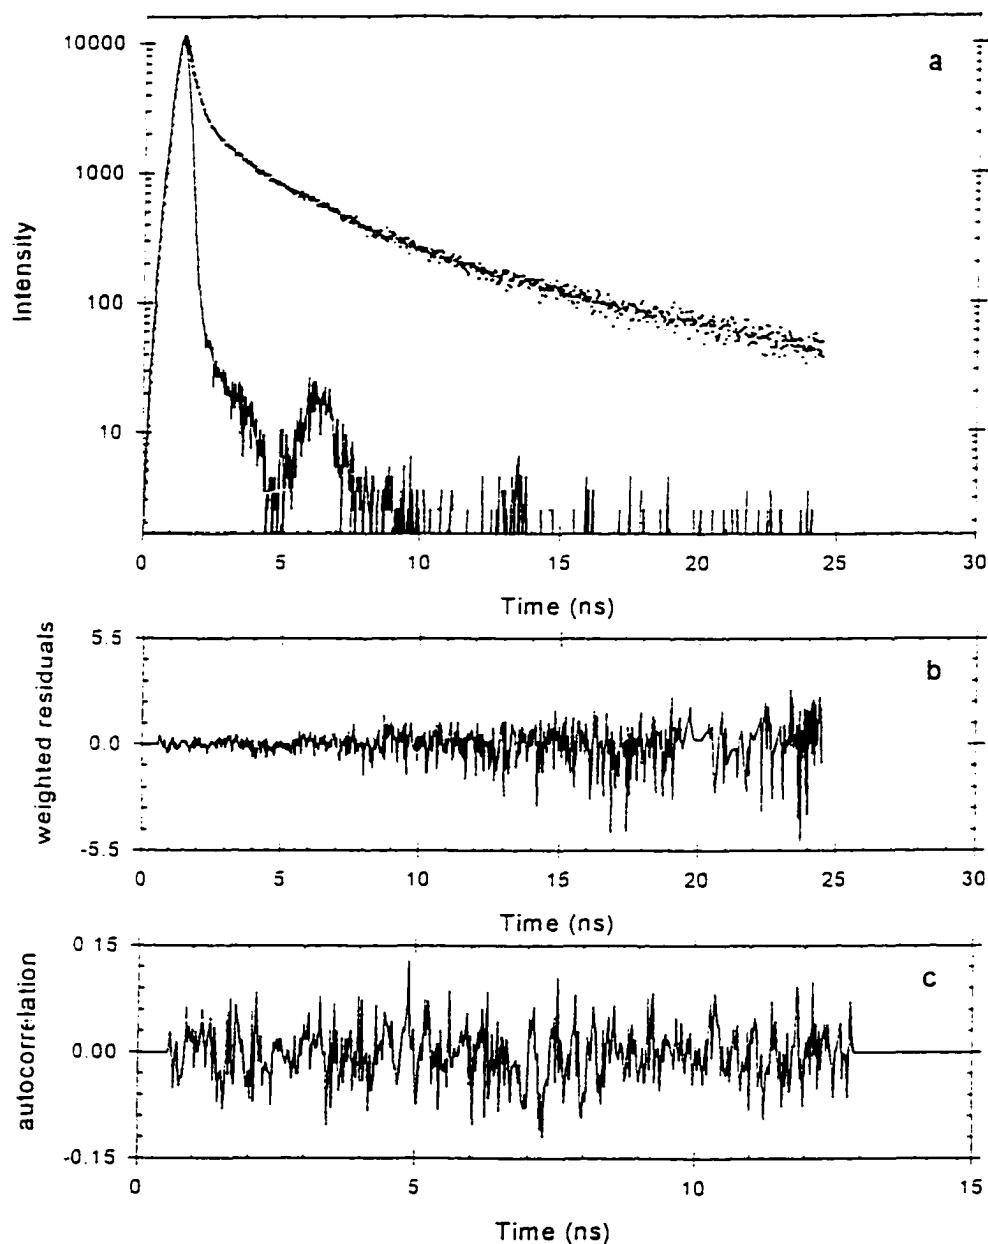 a
10000
1000
100
10
Intensity
0 5 10 15 20 25 30
Time (ns)
b
5.5
0.0
-5.5
weighted residuals
0 5 10 15 20 25 30
Time (ns)
c
0.15
0.00
-0.15
autocorrelation
5 10 15
Time (ns)